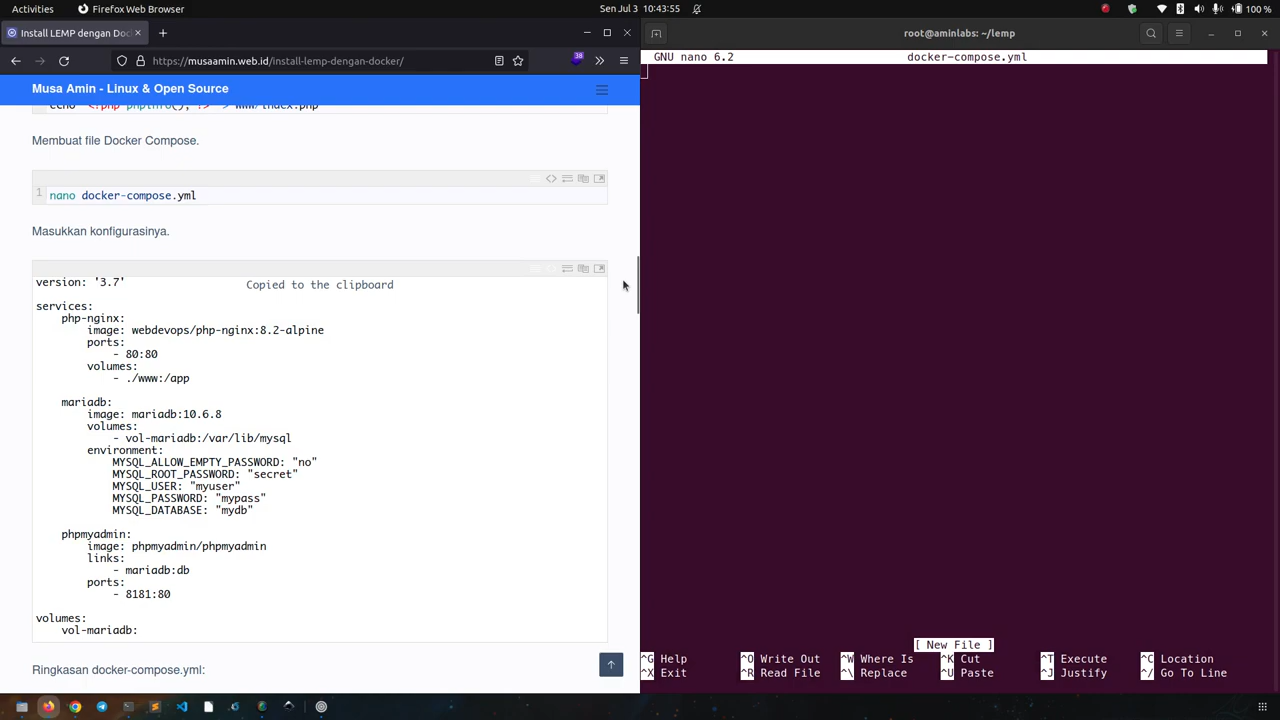 Activities
Firefox Web Browser
Sen Jul 3 10:43:55
100 %
Install LEMP dengan Doc
https://musaamin.web.id/install-lemp-dengan-docker/
38
Musa Amin - Linux & Open Source
Membuat file Docker Compose.
1 nano docker-compose.yml
Masukkan konfigurasinya.
Copied to the clipboard
version: '3.7'
services:
php-nginx:
image: webdevops/php-nginx:8.2-alpine
ports:
- 80:80
volumes:
- ./www:/app
mariadb:
image: mariadb:10.6.8
volumes:
- vol-mariadb:/var/lib/mysql
environment:
MYSQL_ALLOW_EMPTY_PASSWORD: "no"
MYSQL_ROOT_PASSWORD: "secret"
MYSQL_USER: "myuser"
MYSQL_PASSWORD: "mypass"
MYSQL_DATABASE: "mydb"
phpmyadmin:
image: phpmyadmin/phpmyadmin
links:
- mariadb:db
ports:
- 8181:80
volumes:
vol-mariadb:
Ringkasan docker-compose.yml:
root@aminlabs: ~/lemp
GNU nano 6.2 docker-compose.yml
[ New File ]
^G Help ^O Write Out ^W Where Is ^K Cut ^T Execute ^C Location
^X Exit ^R Read File ^\ Replace ^U Paste ^J Justify ^/ Go To Line